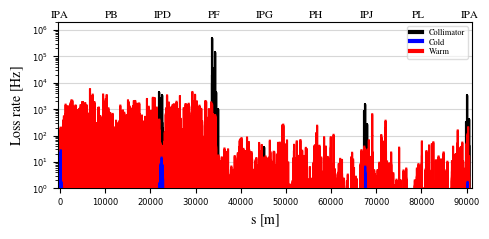 IPA PB IPD PF IPG PH IPJ PL IPA
Loss rate [Hz]
10^6
10^5
10^4
10^3
10^2
10^1
10^0
Collimator
Cold
Warm
0 10000 20000 30000 40000 50000 60000 70000 80000 90000
s [m]